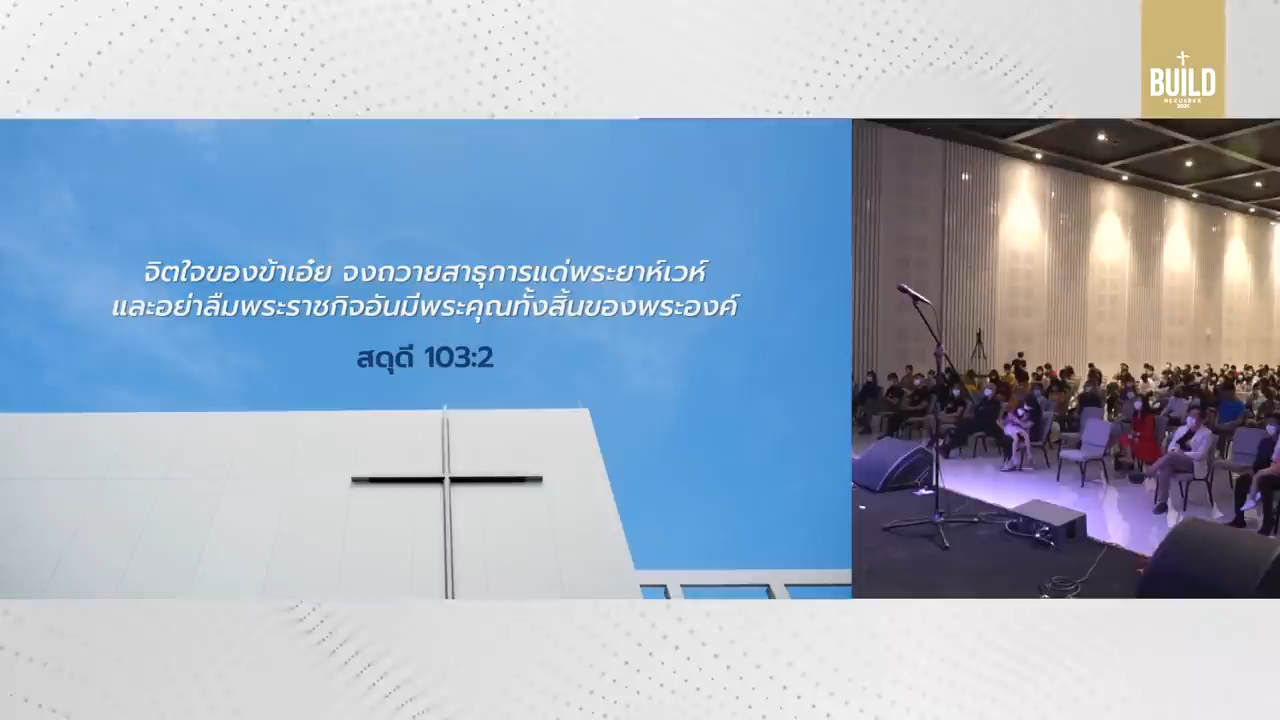 จิตใจของข้าเอ๋ย จงถวายสาธุการแด่พระยาห์เวห์
และอย่าลืมพระราชกิจอันมีพระคุณทั้งสิ้นของพระองค์
สดุดี 103:2
BUILD
NEXUSBKK
2021